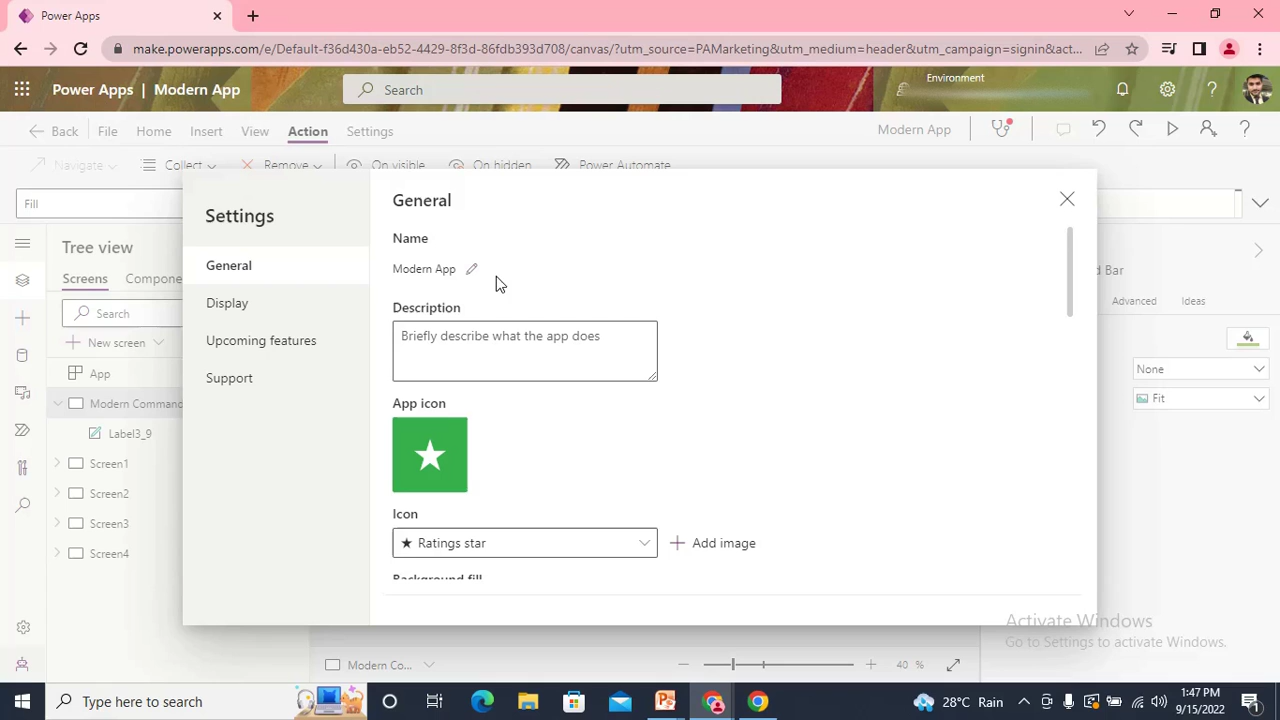 Power Apps
make.powerapps.com/e/Default-f36d430a-eb52-4429-8f3d-86fdb393d708/canvas/?utm_source=PAMarketing&utm_medium=header&utm_campaign=signin&act...
Power Apps | Modern App
Search
Environment
Back File Home Insert View Action Settings
Modern App
Navigate Collect Remove On visible On hidden Power Automate
Fill
Settings
General
Display
Upcoming features
Support
General
Name
Modern App
Description
Briefly describe what the app does
App icon
Icon
Ratings star
Add image
Background fill
Tree view
Screens
Search
New screen
App
Modern Command
Label3_9
Screen1
Screen2
Screen3
Screen4
Bar
Advanced Ideas
None
Fit
Modern Co...
40 %
Activate Windows
Go to Settings to activate Windows.
Type here to search
28°C Rain
1:47 PM
9/15/2022
1